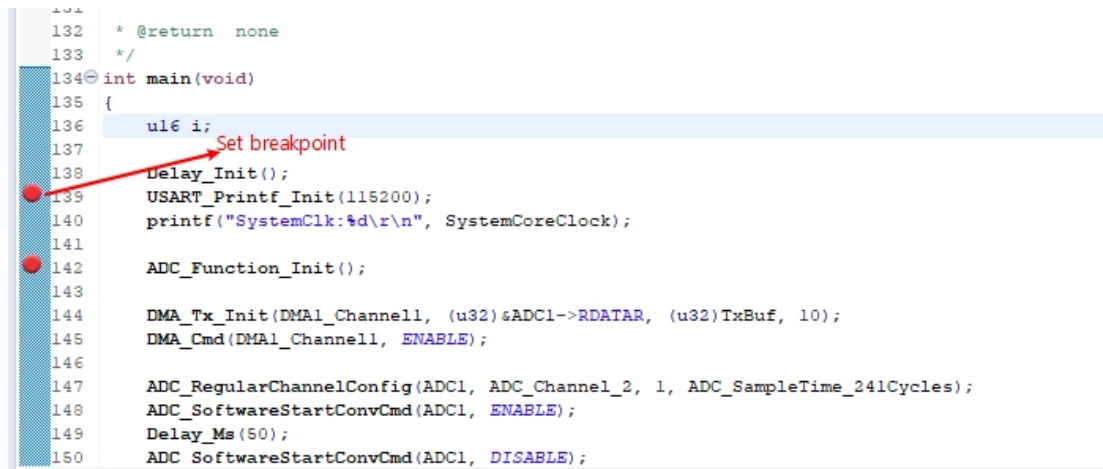 131
132 * @return none
133 */
134 int main(void)
135 {
136 u16 i;
Set breakpoint
137
138 Delay_Init();
139 USART_Printf_Init(115200);
140 printf("SystemClk:%d\r\n", SystemCoreClock);
141
142 ADC_Function_Init();
143
144 DMA_Tx_Init(DMA1_Channel1, (u32)&ADC1->RDATAR, (u32)TxBuf, 10);
145 DMA_Cmd(DMA1_Channel1, ENABLE);
146
147 ADC_RegularChannelConfig(ADC1, ADC_Channel_2, 1, ADC_SampleTime_241Cycles);
148 ADC_SoftwareStartConvCmd(ADC1, ENABLE);
149 Delay_Ms(50);
150 ADC_SoftwareStartConvCmd(ADC1, DISABLE);